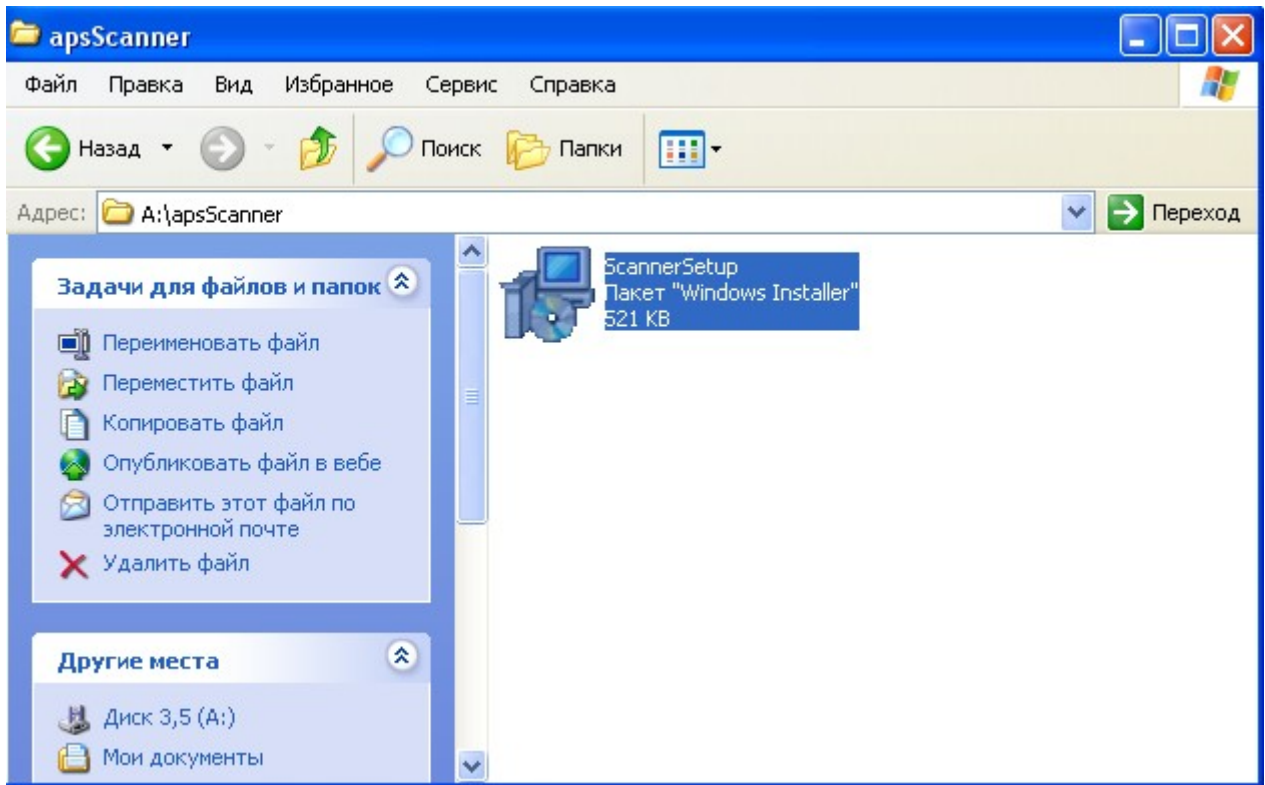 apsScanner
Файл Правка Вид Избранное Сервис Справка
Назад Поиск Папки
Адрес: A:\apsScanner Переход
Задачи для файлов и папок
Переименовать файл
Переместить файл
Копировать файл
Опубликовать файл в вебе
Отправить этот файл по
электронной почте
Удалить файл
Другие места
Диск 3,5 (A:)
Мои документы
ScannerSetup
Пакет "Windows Installer"
521 KB